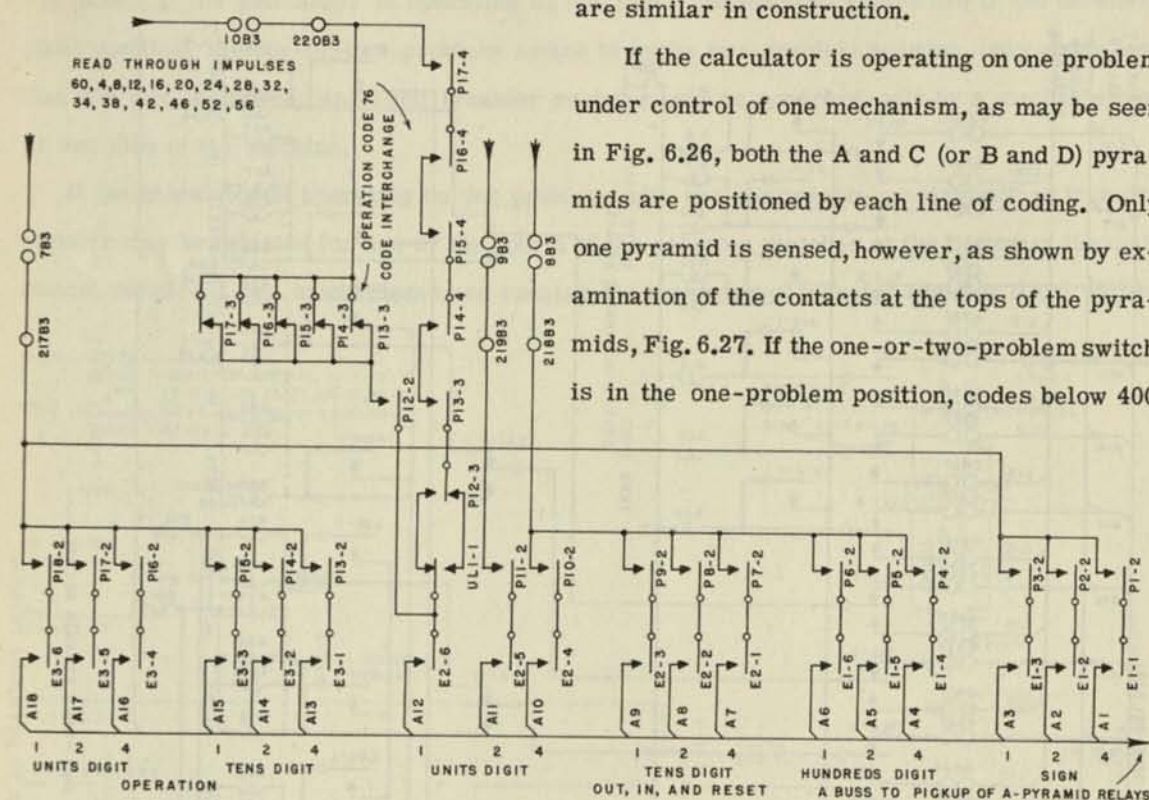 are similar in construction.
If the calculator is operating on one problem
under control of one mechanism, as may be seen
in Fig. 6.26, both the A and C (or B and D) pyra-
mids are positioned by each line of coding. Only
one pyramid is sensed, however, as shown by ex-
amination of the contacts at the tops of the pyra-
mids, Fig. 6.27. If the one-or-two-problem switch
is in the one-problem position, codes below 400
10B3 220B3
READ THROUGH IMPULSES
60, 4, 8, 12, 16, 20, 24, 28, 32,
34, 38, 42, 46, 52, 56
OPERATION CODE 76
CODE INTERCHANGE
P17-4
P16-4
P15-4
P14-4
P13-3
P12-3
UL1-1
7B3
217B3
9B3
219B3
8B3
218B3
P17-3 P16-3 P15-3 P14-3 P13-3
P12-2
P18-2 P17-2 P16-2 P15-2 P14-2 P13-2 P11-2 P10-2 P9-2 P8-2 P7-2 P6-2 P5-2 P4-2 P3-2 P2-2 P1-2
E3-6 E3-5 E3-4 E3-3 E3-2 E3-1 E2-6 E2-5 E2-4 E2-3 E2-2 E2-1 E1-6 E1-5 E1-4 E1-3 E1-2 E1-1
A18 A17 A16 A15 A14 A13 A12 A11 A10 A9 A8 A7 A6 A5 A4 A3 A2 A1
1 2 4 1 2 4 1 2 4 1 2 4 1 2 4 1 2 4
UNITS DIGIT TENS DIGIT UNITS DIGIT TENS DIGIT HUNDREDS DIGIT SIGN
OPERATION OUT, IN, AND RESET A BUSS TO PICKUP OF A-PYRAMID RELAYS